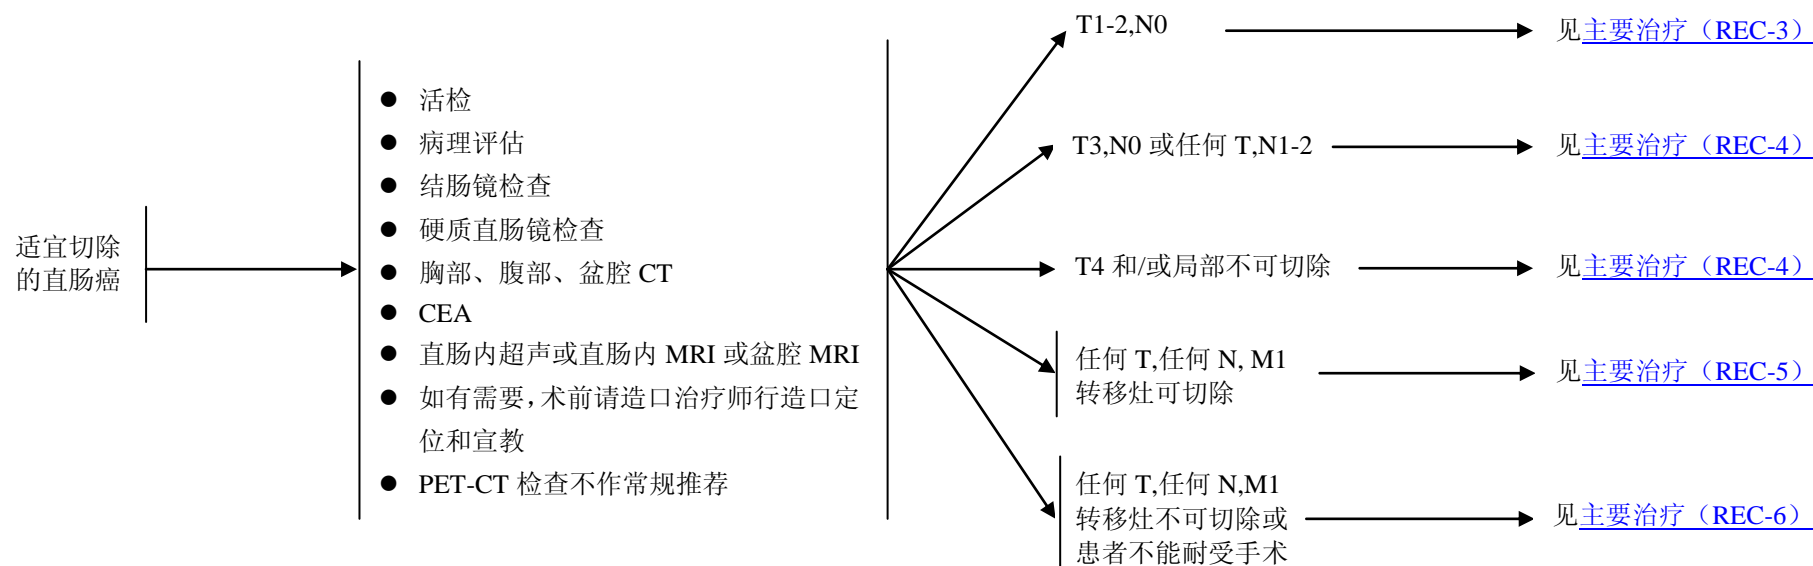 适宜切除
的直肠癌
● 活检
● 病理评估
● 结肠镜检查
● 硬质直肠镜检查
● 胸部、腹部、盆腔 CT
● CEA
● 直肠内超声或直肠内 MRI 或盆腔 MRI
● 如有需要，术前请造口治疗师行造口定
位和宣教
● PET-CT 检查不作常规推荐
T1-2,N0
见主要治疗（REC-3）
T3,N0 或任何 T,N1-2
见主要治疗（REC-4）
T4 和/或局部不可切除
见主要治疗（REC-4）
任何 T,任何 N, M1
转移灶可切除
见主要治疗（REC-5）
任何 T,任何 N,M1
转移灶不可切除或
患者不能耐受手术
见主要治疗（REC-6）